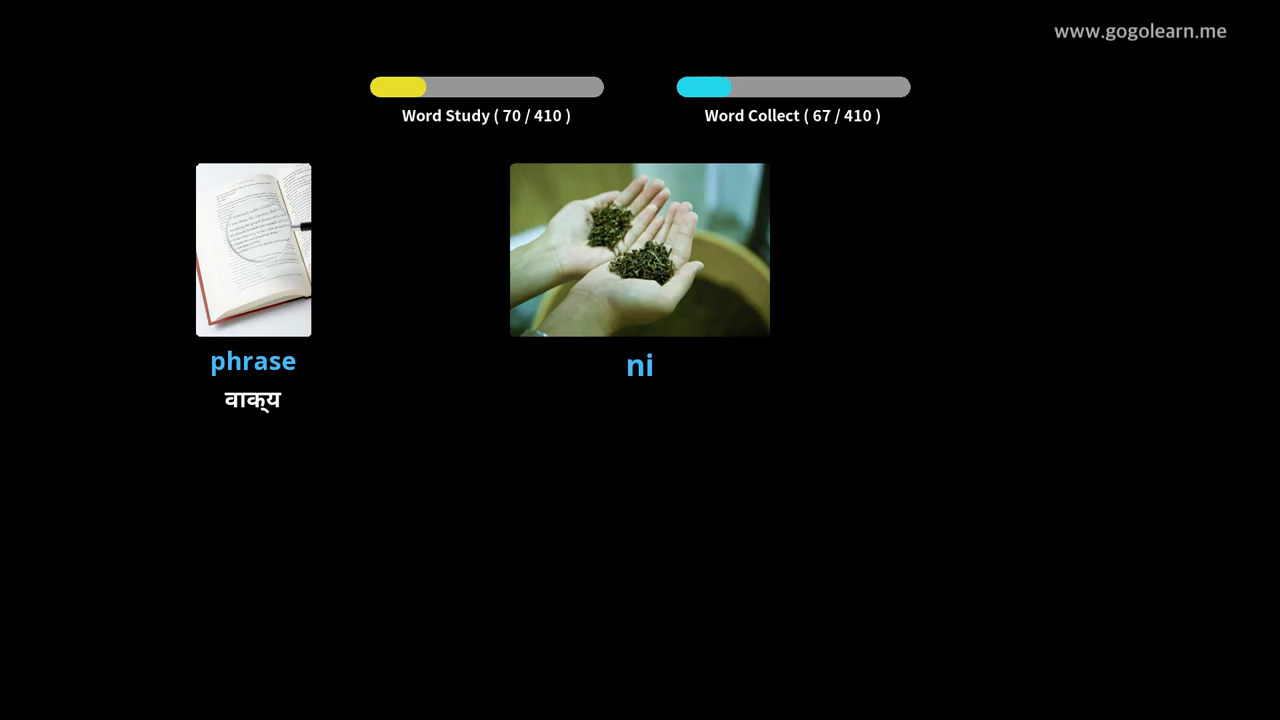 www.gogolearn.me
Word Study ( 70 / 410 )
Word Collect ( 67 / 410 )
phrase
वाक्य
ni